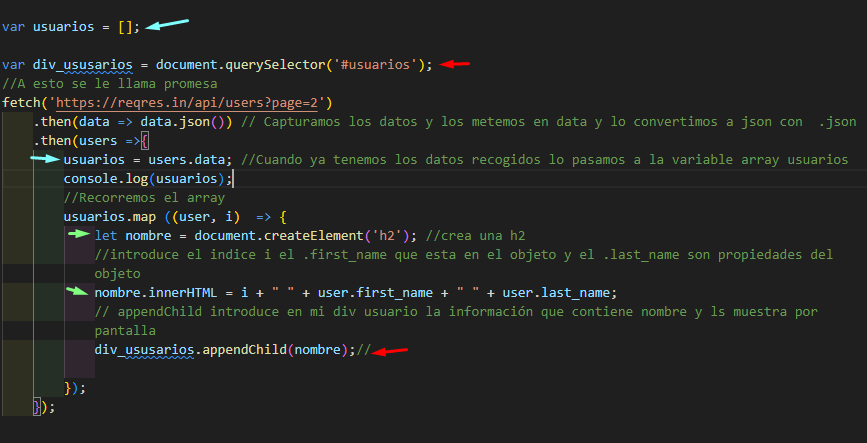 var usuarios = [];
var div_ususarios = document.querySelector('#usuarios');
//A esto se le llama promesa
fetch('https://reqres.in/api/users?page=2')
.then(data => data.json()) // Capturamos los datos y los metemos en data y lo convertimos a json con  .json
.then(users =>{
usuarios = users.data; //Cuando ya tenemos los datos recogidos lo pasamos a la variable array usuarios
console.log(usuarios);
//Recorremos el array
usuarios.map ((user, i)  => {
let nombre = document.createElement('h2'); //crea una h2
//introduce el indice i el .first_name que esta en el objeto y el .last_name son propiedades del
objeto
nombre.innerHTML = i + " " + user.first_name + " " + user.last_name;
// appendChild introduce en mi div usuario la información que contiene nombre y ls muestra por
pantalla
div_ususarios.appendChild(nombre);//
});
});